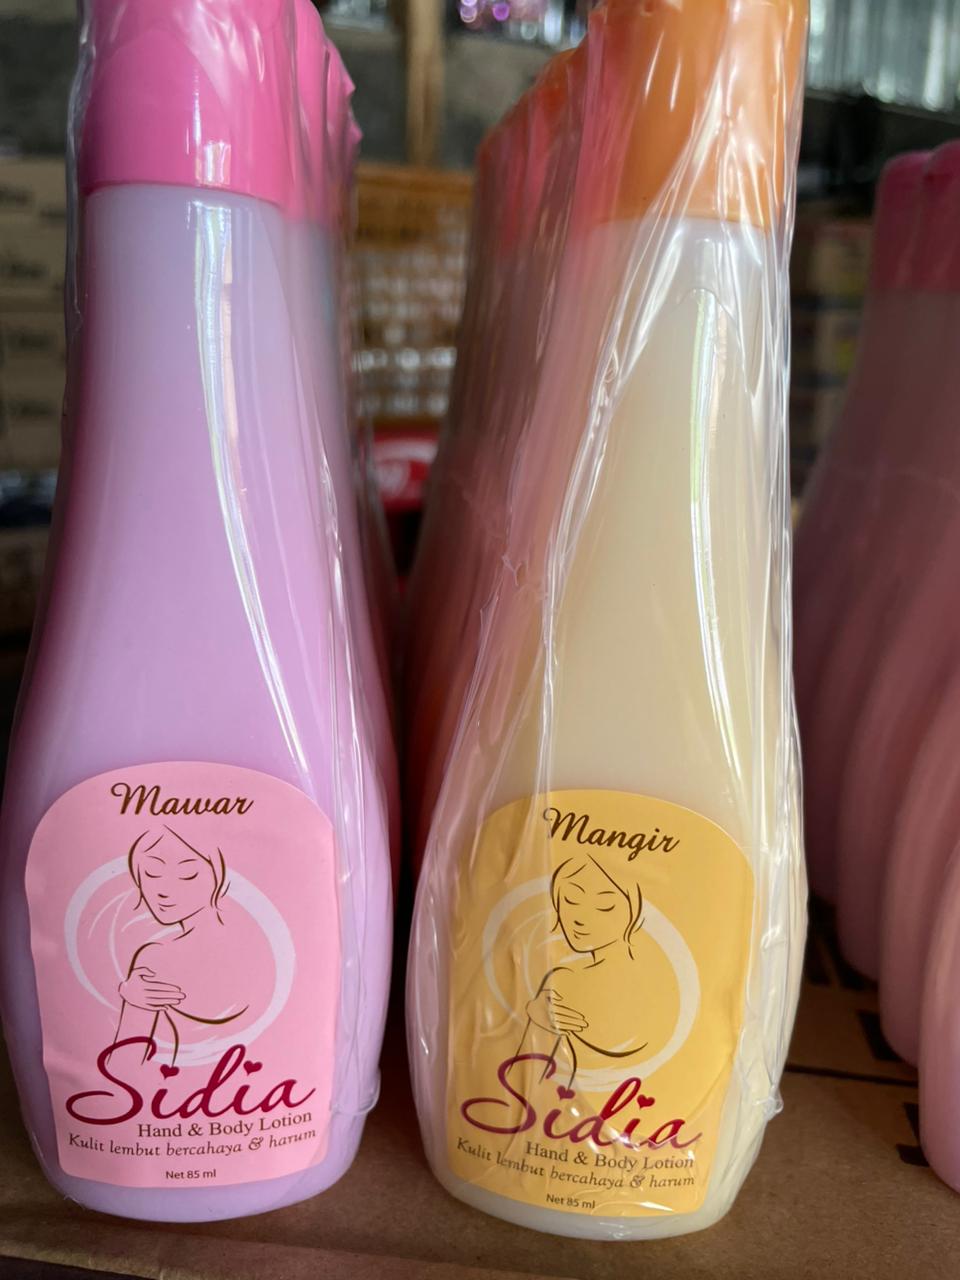 Mawar
Sidia
Hand & Body Lotion
Kulit lembut bercahaya & harum
Net 85 ml
Mangir
Sidia
Hand & Body Lotion
Kulit lembut bercahaya & harum
Net 85 ml